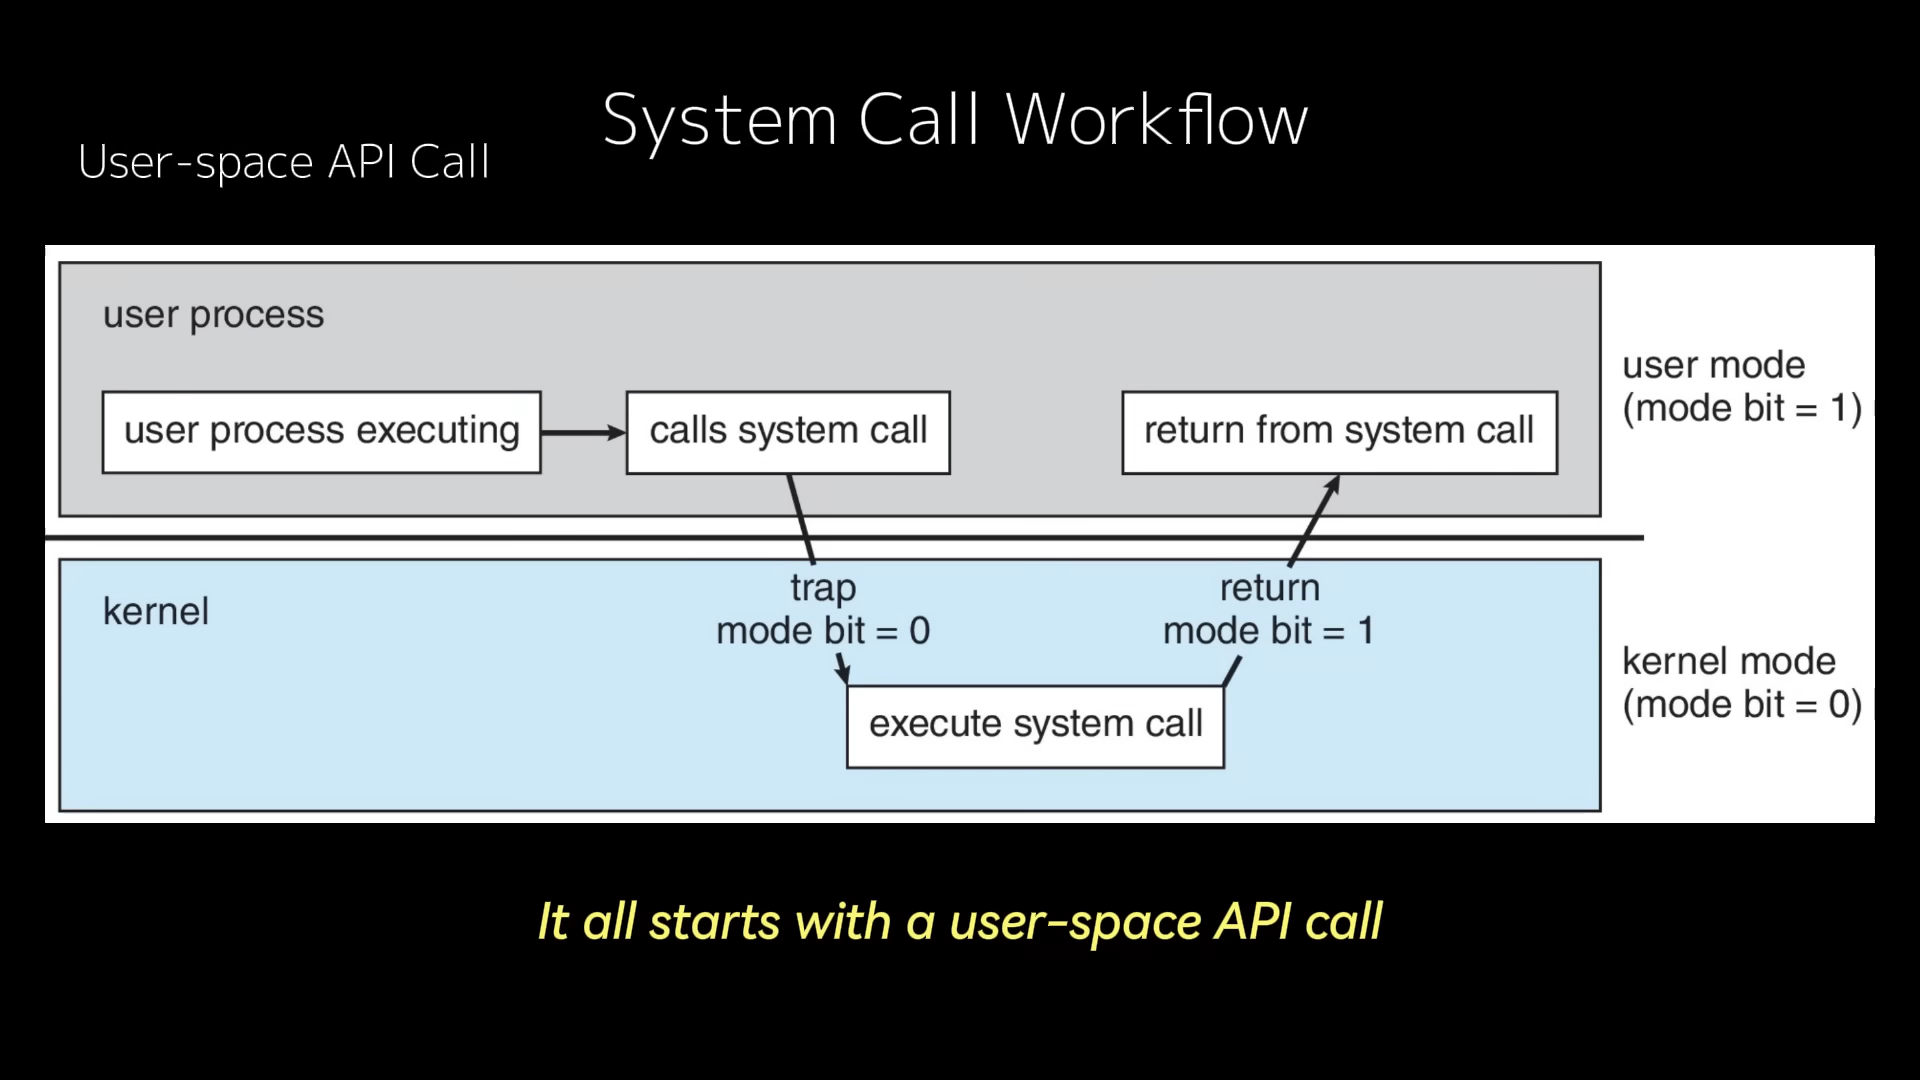 System Call Workflow
User-space API Call
user process
user process executing
calls system call
return from system call
user mode
(mode bit = 1)
kernel
trap
mode bit = 0
return
mode bit = 1
execute system call
kernel mode
(mode bit = 0)
It all starts with a user-space API call